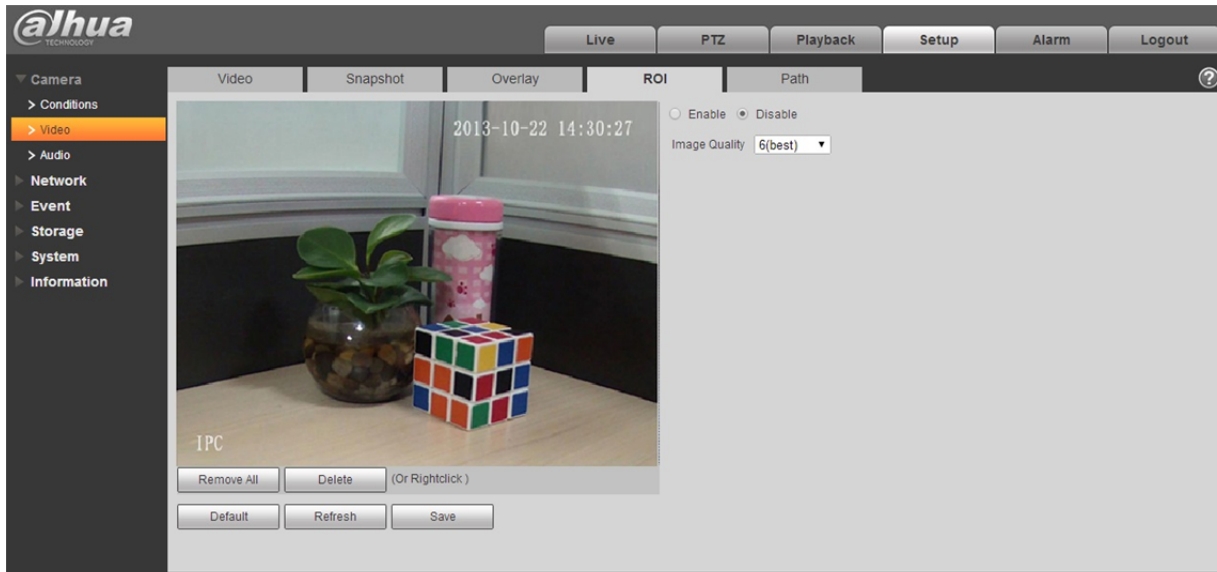 alhua
TECHNOLOGY
Live PTZ Playback Setup Alarm Logout
Camera
Conditions
Video
Audio
Network
Event
Storage
System
Information
Video Snapshot Overlay ROI Path
?
2013-10-22 14:30:27
IPC
Enable Disable
Image Quality 6(best)
Remove All Delete (Or Rightclick )
Default Refresh Save